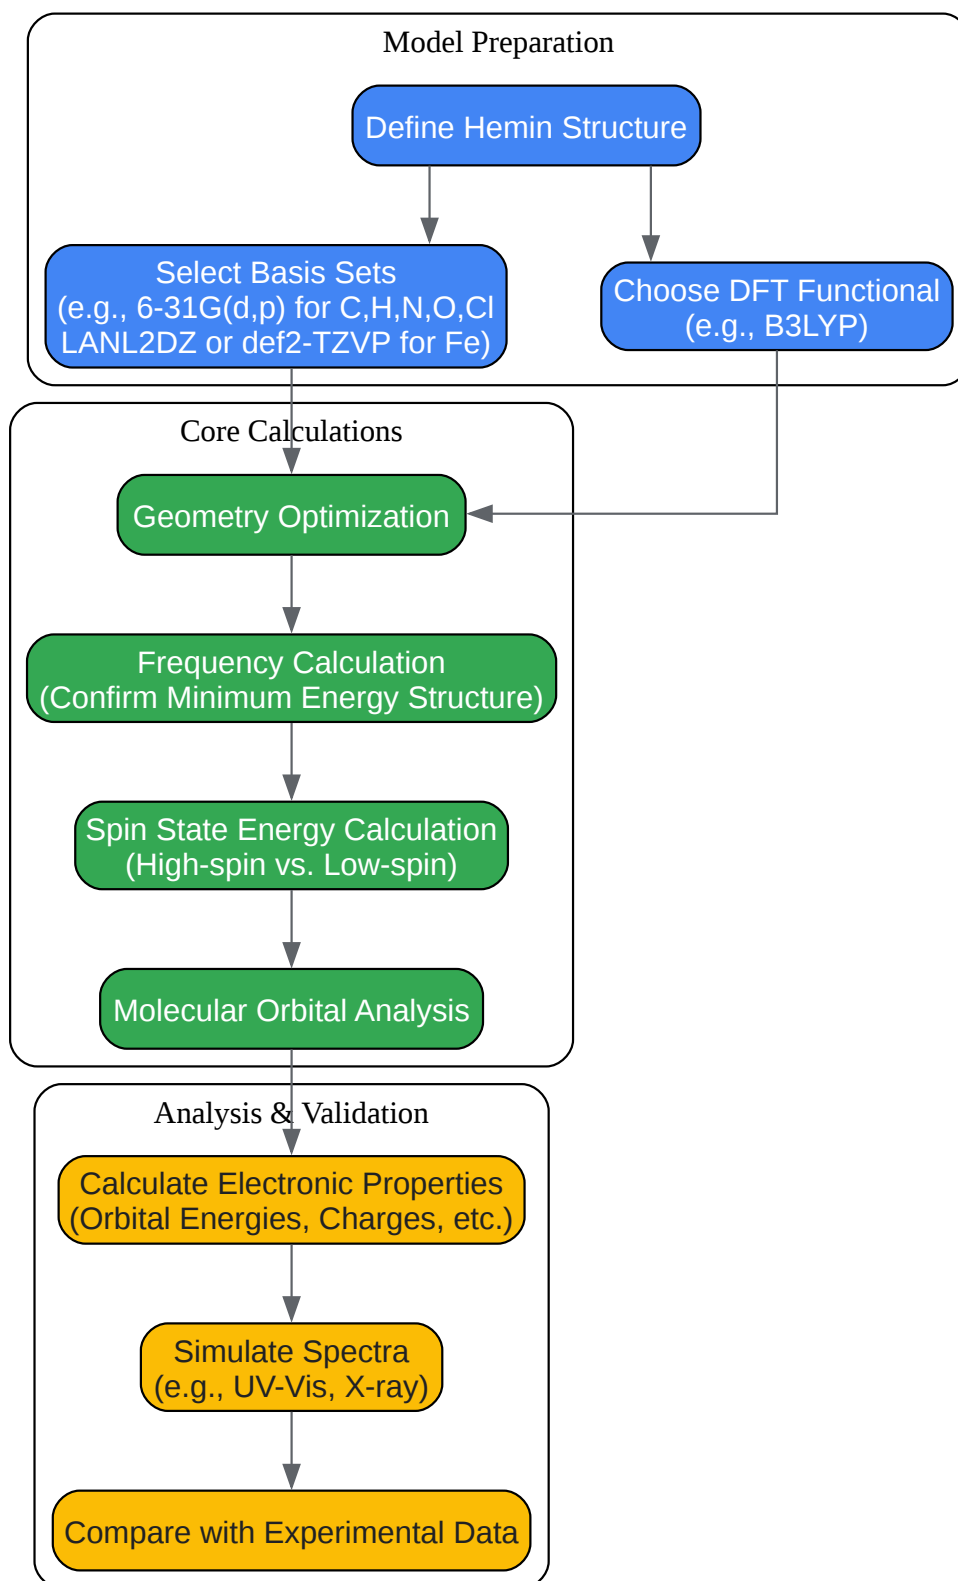 Model Preparation
Define Hemin Structure
Select Basis Sets
(e.g., 6-31G(d,p) for C,H,N,O,Cl
LANL2DZ or def2-TZVP for Fe)
Choose DFT Functional
(e.g., B3LYP)
Core Calculations
Geometry Optimization
Frequency Calculation
(Confirm Minimum Energy Structure)
Spin State Energy Calculation
(High-spin vs. Low-spin)
Molecular Orbital Analysis
Analysis & Validation
Calculate Electronic Properties
(Orbital Energies, Charges, etc.)
Simulate Spectra
(e.g., UV-Vis, X-ray)
Compare with Experimental Data